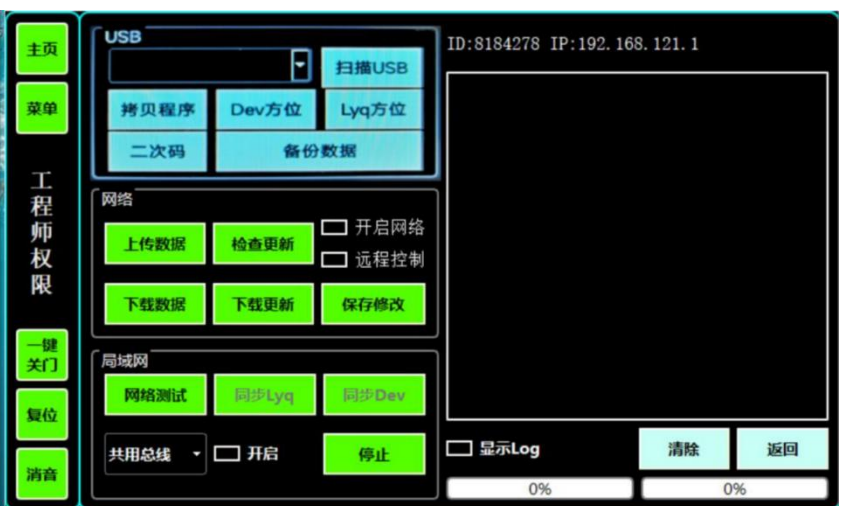 主页
菜单
工程师权限
一键
关门
复位
消音
USB
扫描USB
拷贝程序 Dev方位 Lyq方位
二次码 备份数据
网络
上传数据 检查更新 开启网络
远程控制
下载数据 下载更新 保存修改
局域网
网络测试 同步Lyq 同步Dev
共用总线 开启 停止
ID:8184278 IP:192.168.121.1
显示Log 清除 返回
0% 0%